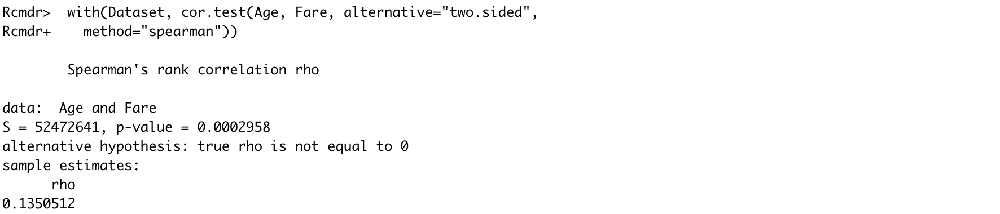 Rcmdr>  with(Dataset, cor.test(Age, Fare, alternative="two.sided",
Rcmdr+    method="spearman"))
Spearman's rank correlation rho
data:  Age and Fare
S = 52472641, p-value = 0.0002958
alternative hypothesis: true rho is not equal to 0
sample estimates:
rho
0.1350512